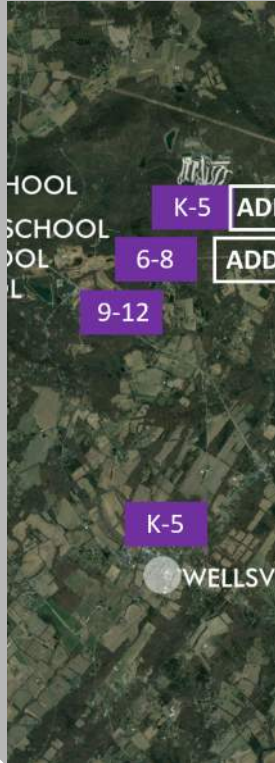 HOOL
K-5 ADD
SCHOOL
OOL 6-8 ADD
L
9-12
K-5
WELLSV